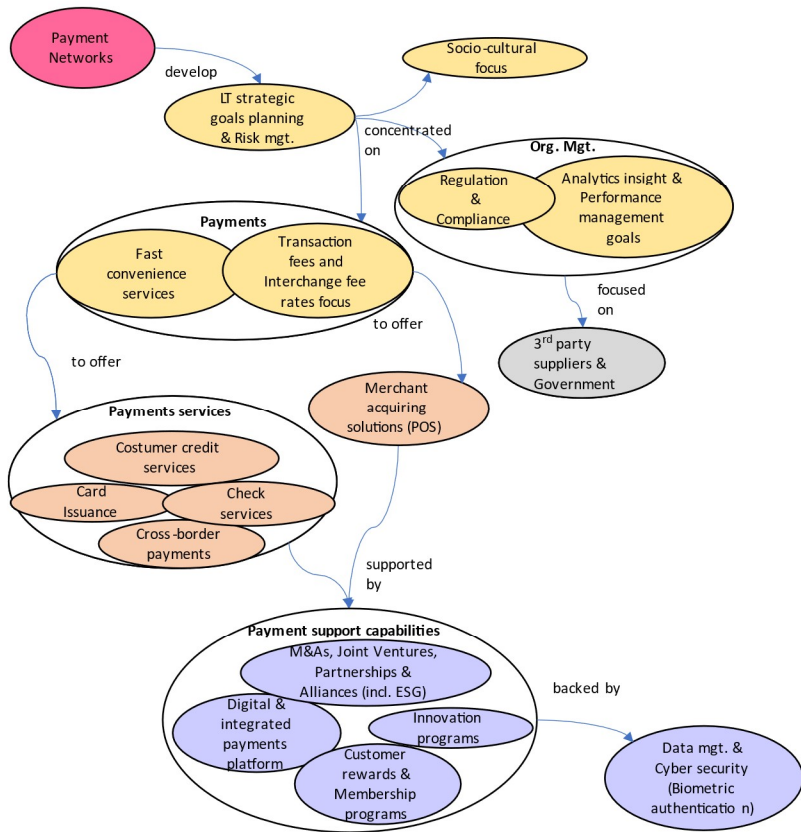 Payment
Networks
Socio-cultural
focus
develop
LT strategic
goals planning
& Risk mgt.
concentrated
on
Org. Mgt.
Regulation
&
Compliance
Analytics insight &
Performance
management
goals
Payments
Fast
convenience
services
Transaction
fees and
Interchange fee
rates focus
focused
on
to offer
3rd party
suppliers &
Government
to offer
Merchant
acquiring
solutions (POS)
Payments services
Costumer credit
services
Card
Issuance
Check
services
Cross-border
payments
supported
by
Payment support capabilities
M&As, Joint Ventures,
Partnerships &
Alliances (incl. ESG)
backed by
Digital &
integrated
payments
platform
Innovation
programs
Customer
rewards &
Membership
programs
Data mgt. &
Cyber security
(Biometric
authenticatio n)